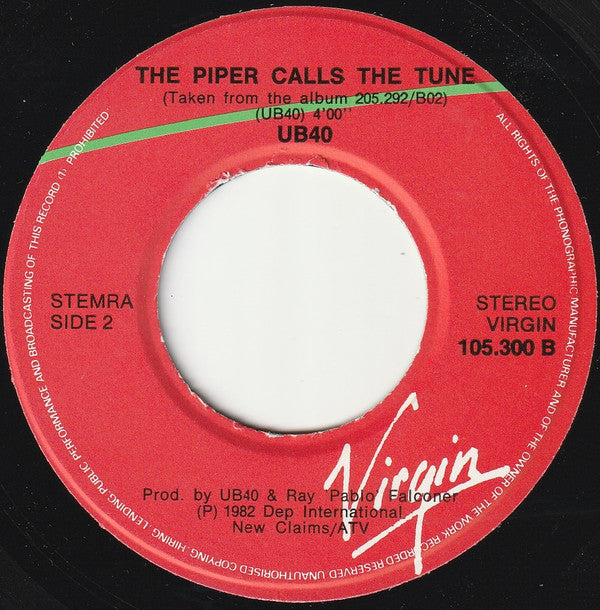 THE PIPER CALLS THE TUNE
(Taken from the album 205.292/B02)
(UB40) 4'00"
UB40
STEMRA
SIDE 2
STEREO
VIRGIN
105.300 B
Virgin
Prod. by UB40 & Ray "Pablo" Falconer
(P) 1982 Dep International
New Claims/ATV
ALL RIGHTS OF THE PHONOGRAPHIC MANUFACTURER AND OF THE OWNER OF THE WORK RECORDED RESERVED UNAUTHORISED COPYING HIRING, LENDING PUBLIC PERFORMANCE AND BROADCASTING OF THIS RECORD (1, PROHIBITED